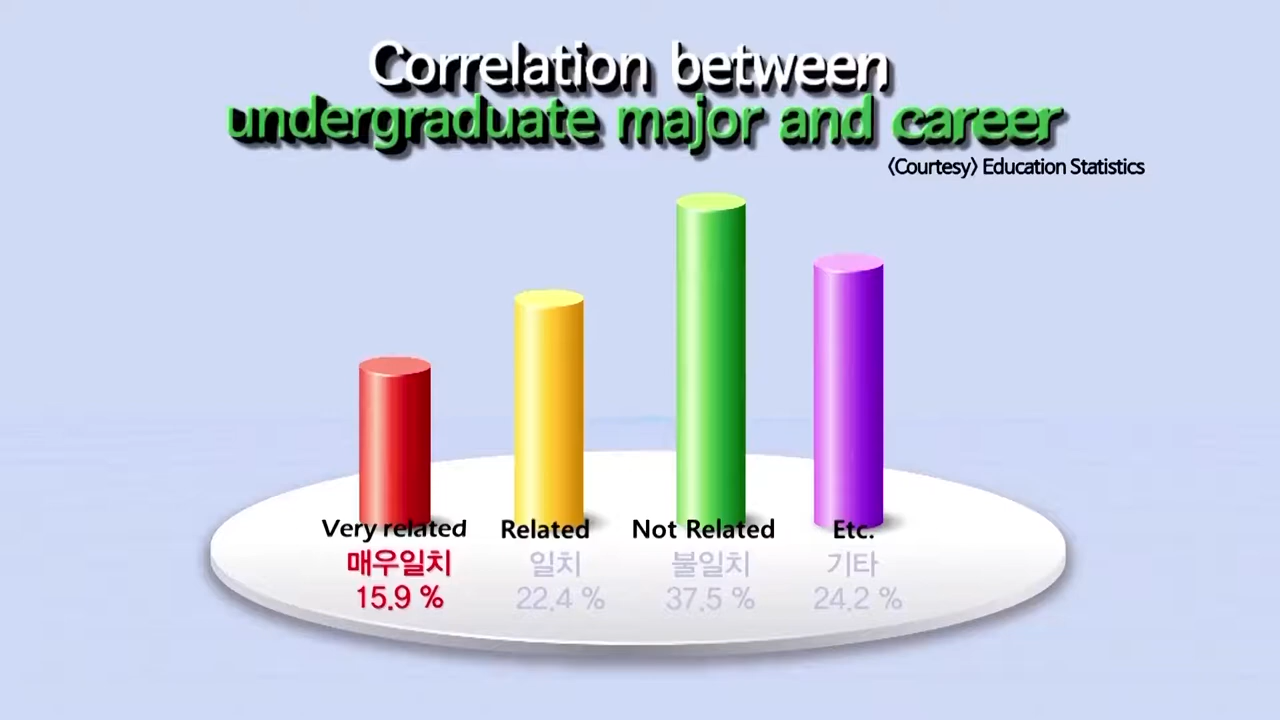 Correlation between
undergraduate major and career
〈Courtesy〉 Education Statistics
Very related Related Not Related Etc.
매우일치 일치 불일치 기타
15.9 % 22.4 % 37.5 % 24.2 %